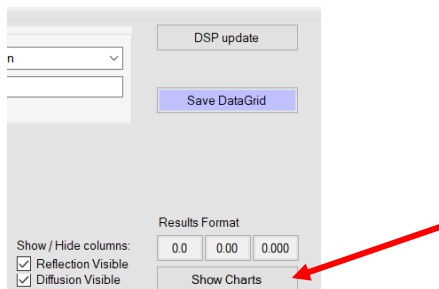 DSP update
n
Save DataGrid
Results Format
Show / Hide columns:
0.0 0.00 0.000
Reflection Visible
Diffusion Visible
Show Charts